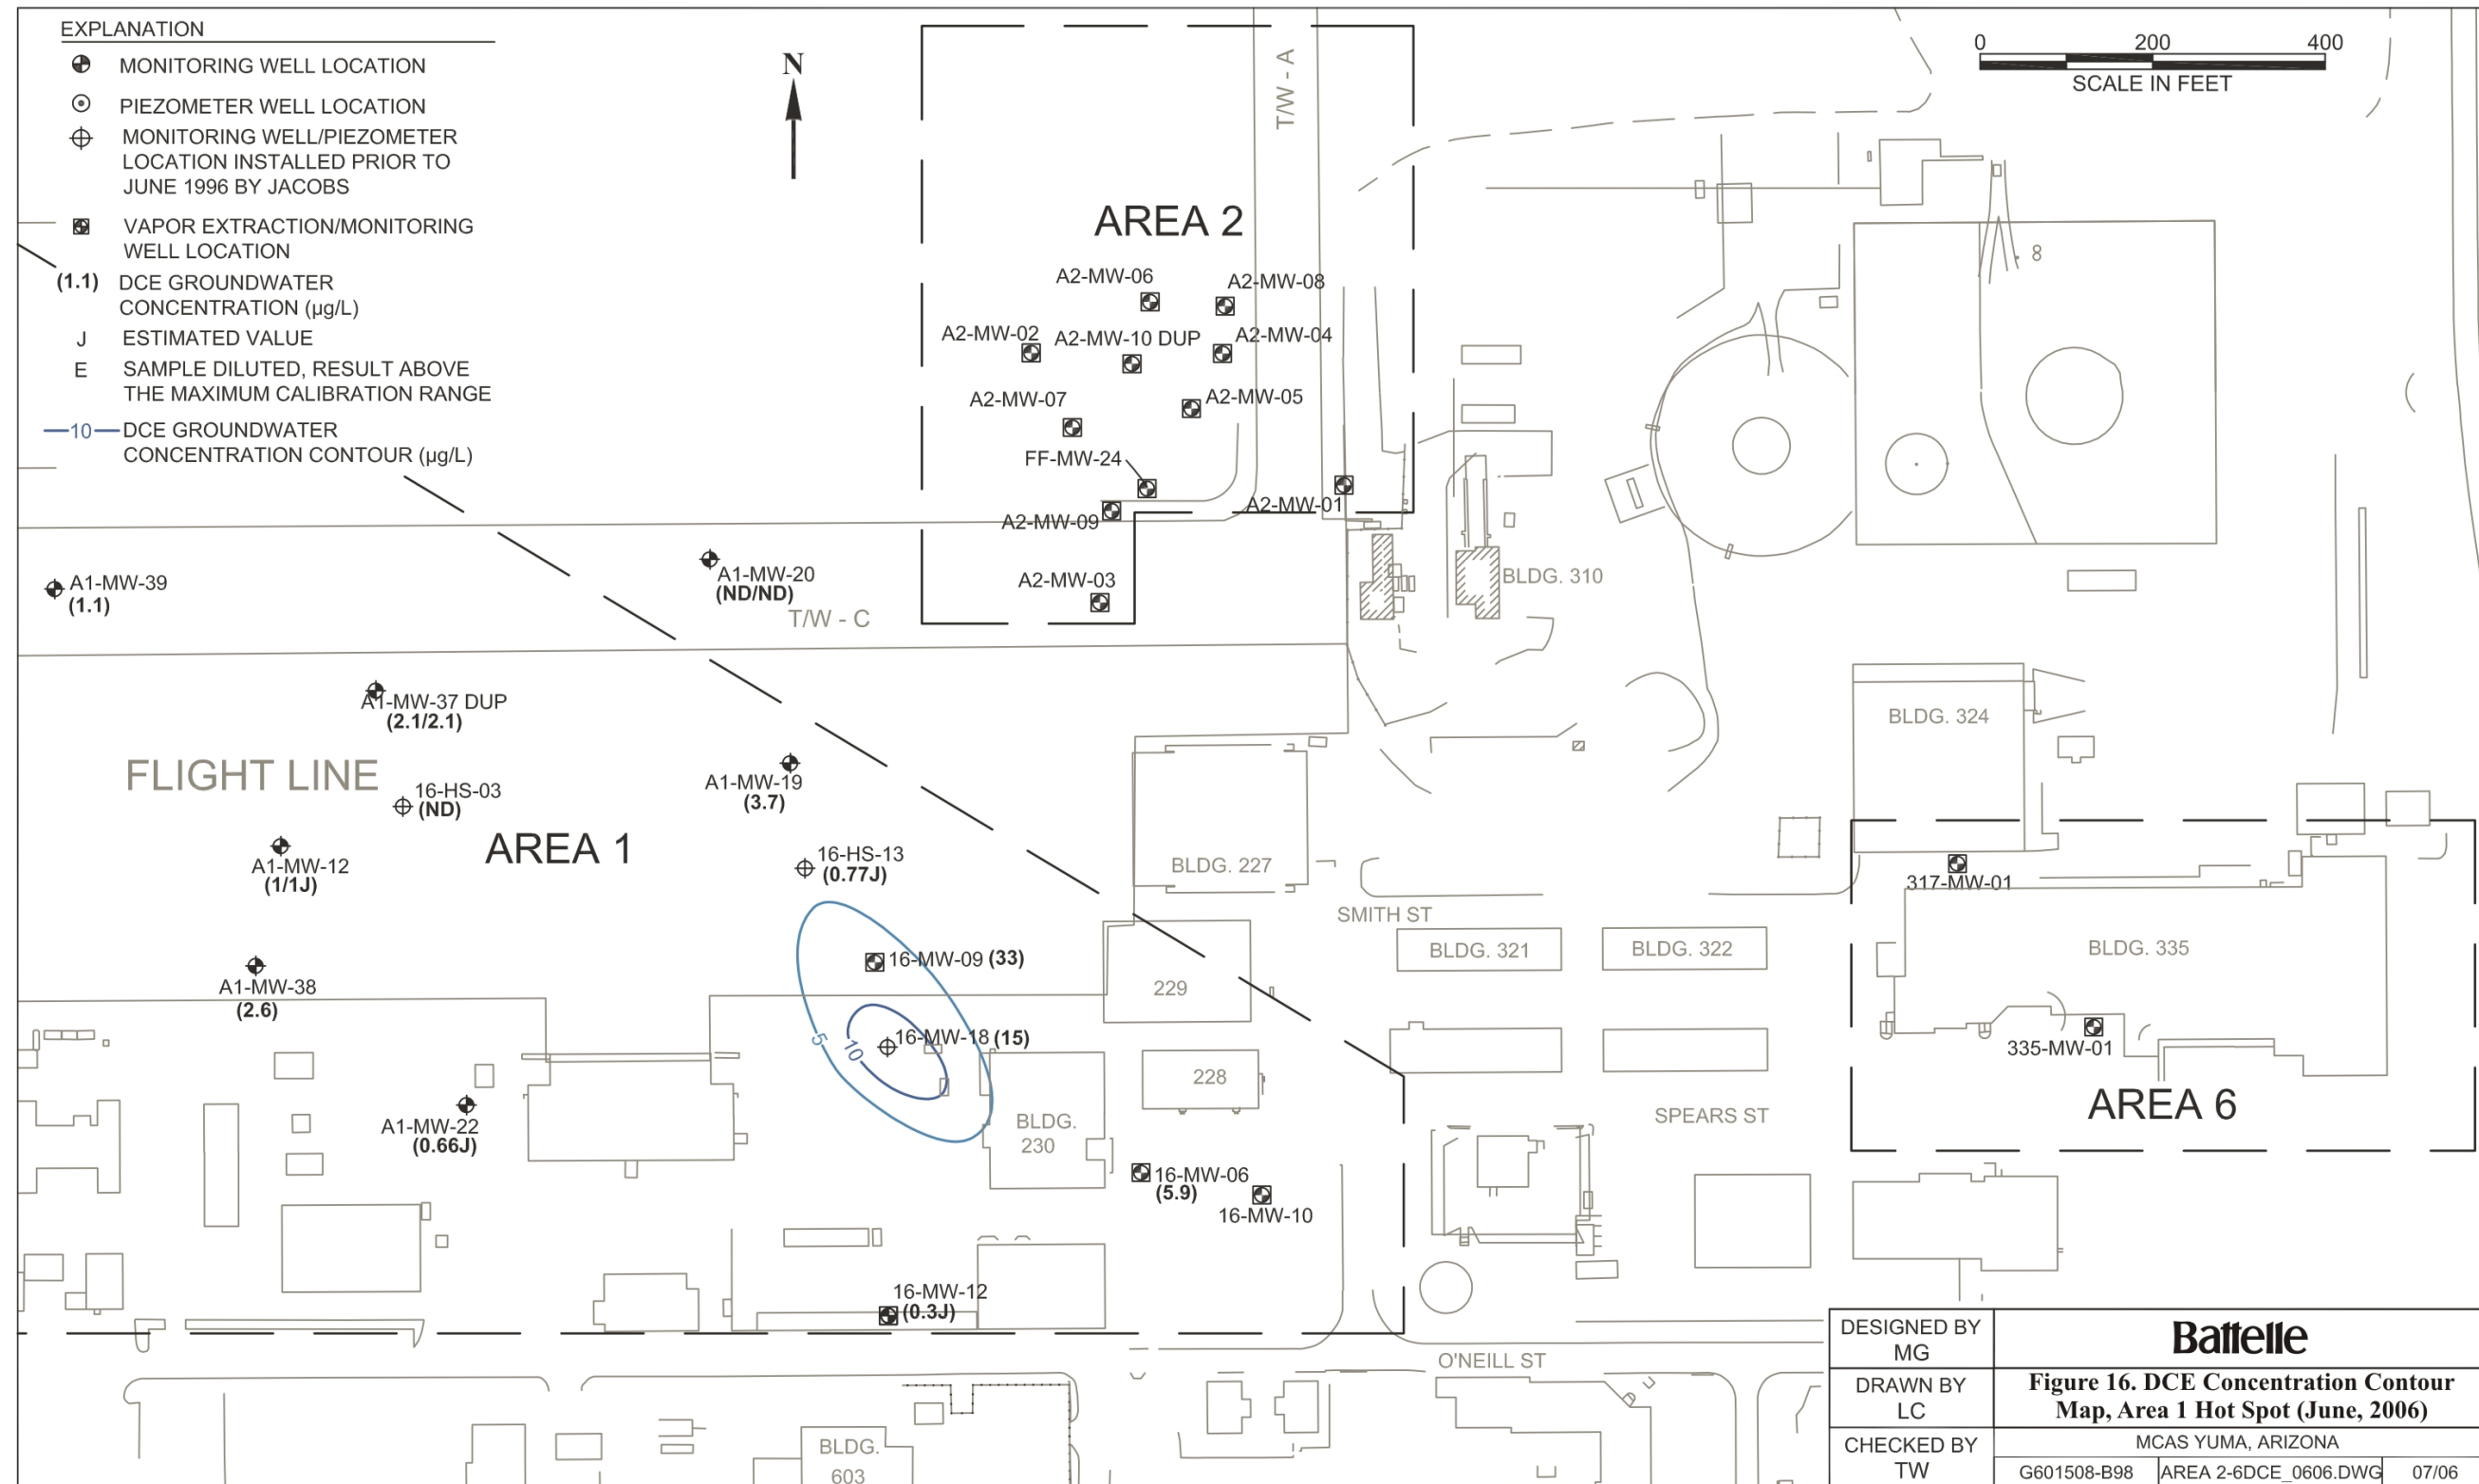 EXPLANATION
MONITORING WELL LOCATION
PIEZOMETER WELL LOCATION
MONITORING WELL/PIEZOMETER
LOCATION INSTALLED PRIOR TO
JUNE 1996 BY JACOBS
VAPOR EXTRACTION/MONITORING
WELL LOCATION
(1.1) DCE GROUNDWATER
CONCENTRATION (µg/L)
J ESTIMATED VALUE
E SAMPLE DILUTED, RESULT ABOVE
THE MAXIMUM CALIBRATION RANGE
10 DCE GROUNDWATER
CONCENTRATION CONTOUR (µg/L)
N
T/W - A
0 200 400
SCALE IN FEET
AREA 2
A2-MW-06
A2-MW-08
A2-MW-02
A2-MW-10 DUP
A2-MW-04
A2-MW-07
A2-MW-05
FF-MW-24
A2-MW-01
A2-MW-09
A2-MW-03
BLDG. 310
A1-MW-39
(1.1)
A1-MW-20
(ND/ND)
T/W - C
A1-MW-37 DUP
(2.1/2.1)
FLIGHT LINE
16-HS-03
(ND)
A1-MW-19
(3.7)
AREA 1
A1-MW-12
(1/1J)
16-HS-13
(0.77J)
BLDG. 227
BLDG. 324
317-MW-01
SMITH ST
BLDG. 321
BLDG. 322
BLDG. 335
16-MW-09 (33)
229
A1-MW-38
(2.6)
5
10
16-MW-18 (15)
335-MW-01
228
AREA 6
SPEARS ST
A1-MW-22
(0.66J)
BLDG.
230
16-MW-06
(5.9)
16-MW-10
16-MW-12
(0.3J)
O'NEILL ST
BLDG.
603
DESIGNED BY
MG
Battelle
DRAWN BY
LC
Figure 16. DCE Concentration Contour
Map, Area 1 Hot Spot (June, 2006)
CHECKED BY
TW
MCAS YUMA, ARIZONA
G601508-B98 AREA 2-6DCE_0606.DWG 07/06